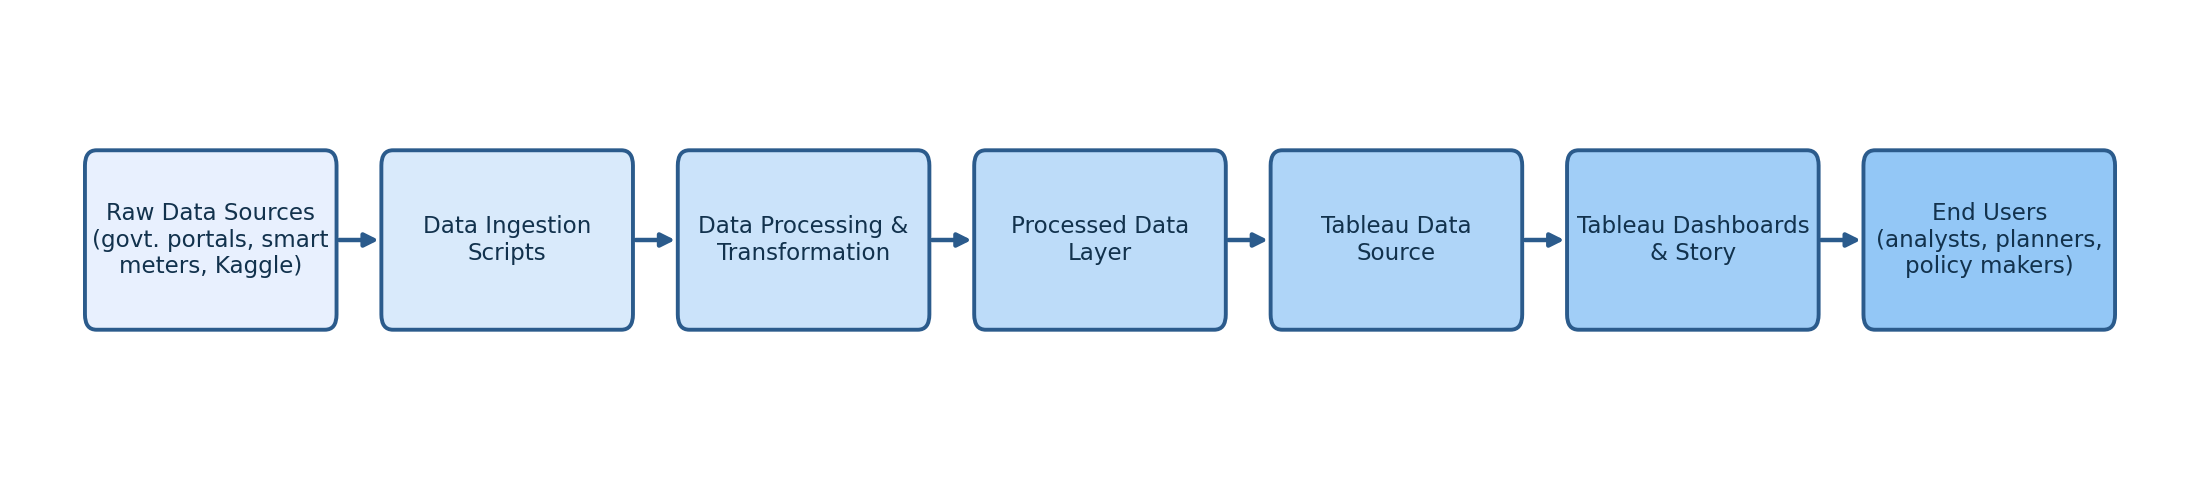 Raw Data Sources
(govt. portals, smart
meters, Kaggle)
Data Ingestion
Scripts
Data Processing &
Transformation
Processed Data
Layer
Tableau Data
Source
Tableau Dashboards
& Story
End Users
(analysts, planners,
policy makers)